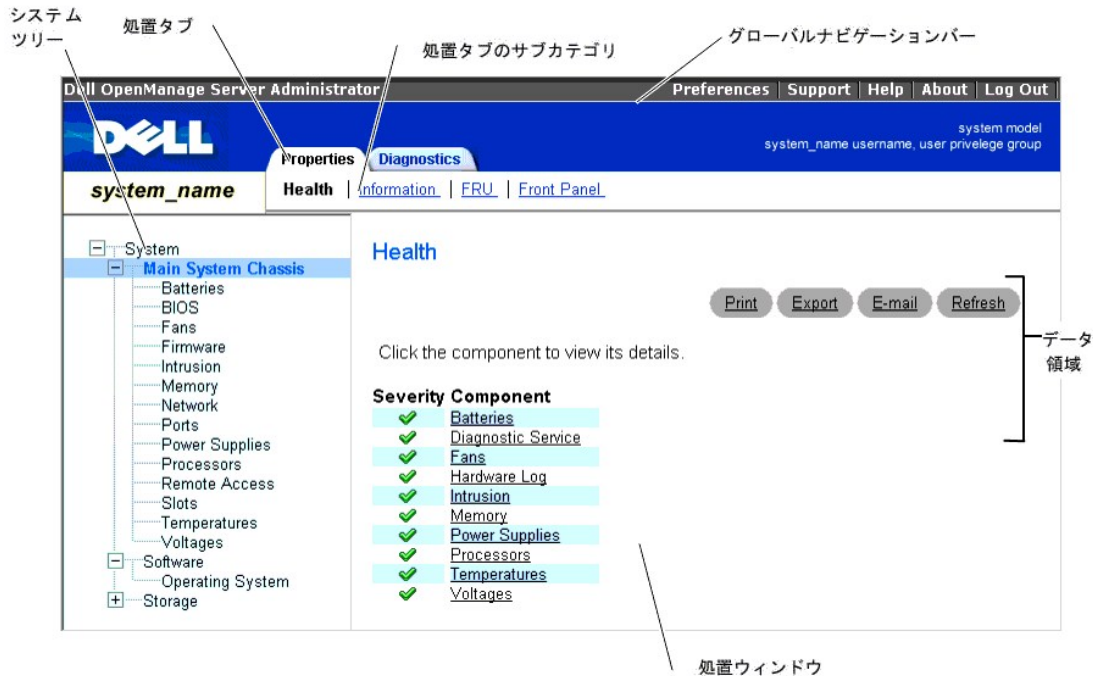 システム
ツリー
処置タブ
処置タブのサブカテゴリ
グローバルナビゲーションバー
Dell OpenManage Server Administrator
Preferences | Support | Help | About | Log Out
DELL
system model
system_name username, user privelege group
Properties Diagnostics
system_name
Health | Information | FRU | Front Panel
System
Main System Chassis
Batteries
BIOS
Fans
Firmware
Intrusion
Memory
Network
Ports
Power Supplies
Processors
Remote Access
Slots
Temperatures
Voltages
Software
Operating System
Storage
Health
Print Export E-mail Refresh
データ
領域
Click the component to view its details.
Severity Component
Batteries
Diagnostic Service
Fans
Hardware Log
Intrusion
Memory
Power Supplies
Processors
Temperatures
Voltages
処置ウィンドウ